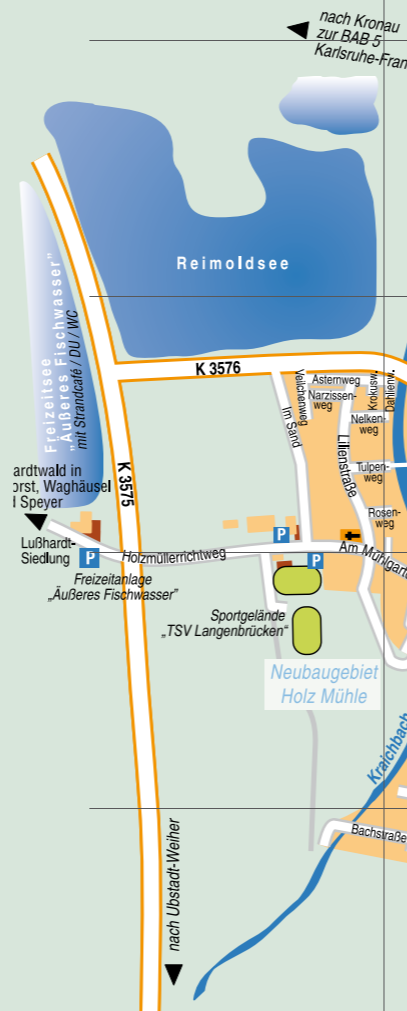 nach Kronau
zur BAB 5
Karlsruhe-Fran
Reimoldsee
Freizeitsee
„Äußeres Fischwasser”
mit Strandcafé / DU / WC
K 3576
Veilchenweg
Asternweg
Narzissen-
weg
Krokusw.
Dahlienw.
Nelken-
weg
Im Sand
Lilienstraße
Tulpen-
weg
Rosen-
weg
K 3575
ardtwald in
orst, Waghäusel
d Speyer
Lußhardt-
Siedlung
P
Holzmüllerrichtweg
P
P
Am Mühlgart
Freizeitanlage
„Äußeres Fischwasser”
Sportgelände
„TSV Langenbrücken“
Neubaugebiet
Holz Mühle
Kraichbach
Bachstraße
nach Ubstadt-Weiher